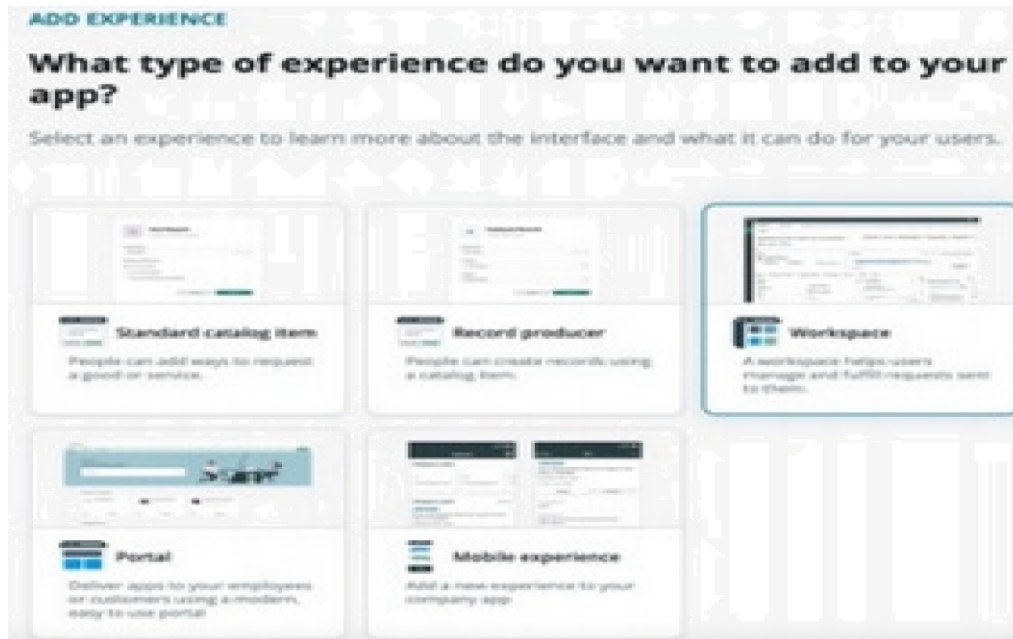 ADD EXPERIENCE
What type of experience do you want to add to your
app?
Select an experience to learn more about the interface and what it can do for your users.
Standard catalog item
People can add ways to request
a good or service.
Record producer
People can create records using
a catalog item.
Workspace
A workspace helps users
manage and fulfill requests sent
to them.
Portal
Deliver apps to your employees
or customers using a modern,
easy to use portal
Mobile experience
Add a new experience to your
company app